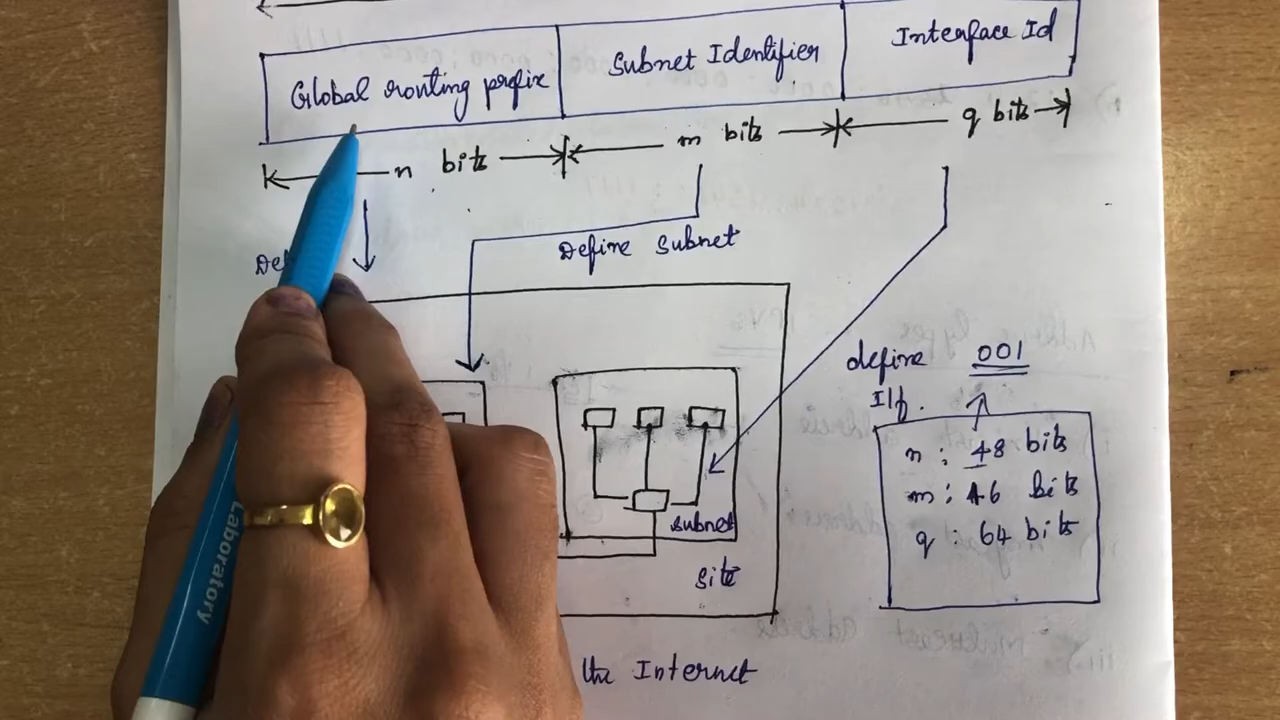 Global routing prefix
Subnet Identifier
Interface Id
n bits
m bits
q bits
Define Subnet
define
I/f.
001
n : 48 bits
m : 16 bits
q : 64 bits
subnet
Site
the Internet
Laboratory